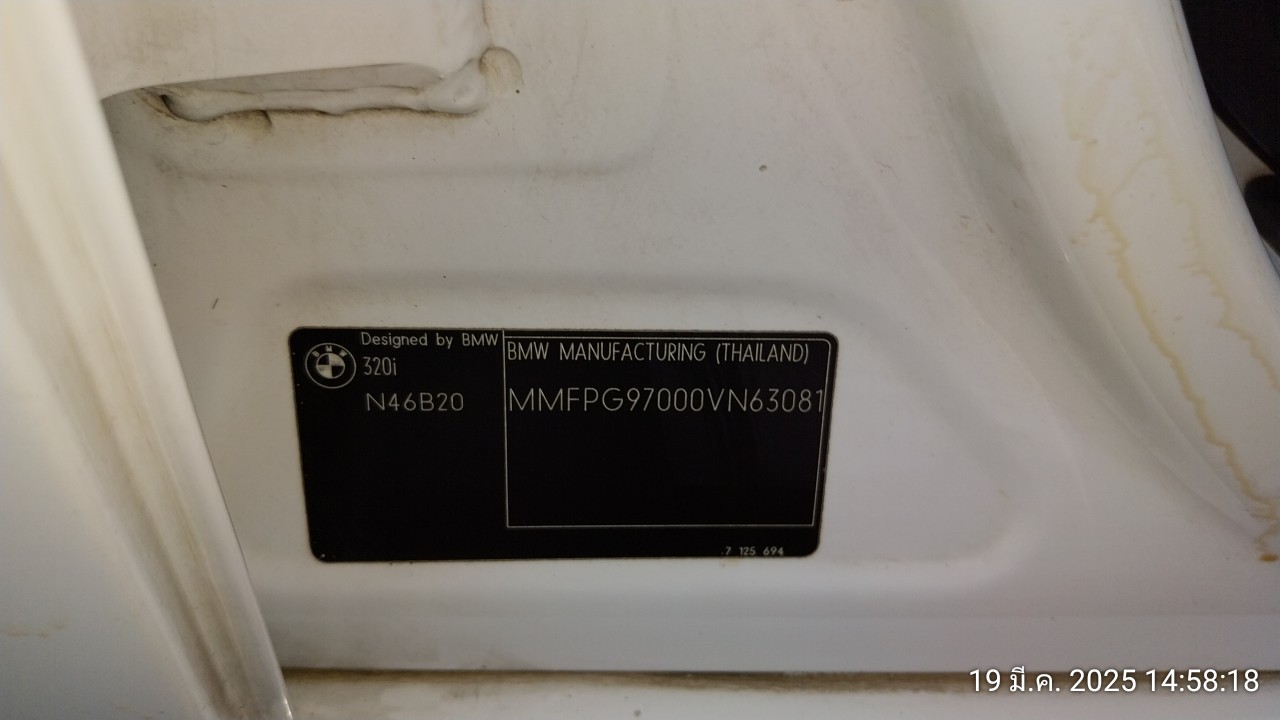 Designed by BMW
BMW
320i
N46B20
BMW MANUFACTURING (THAILAND)
MMFPG97000VN63081
7 125 694
19 มี.ค. 2025 14:58:18